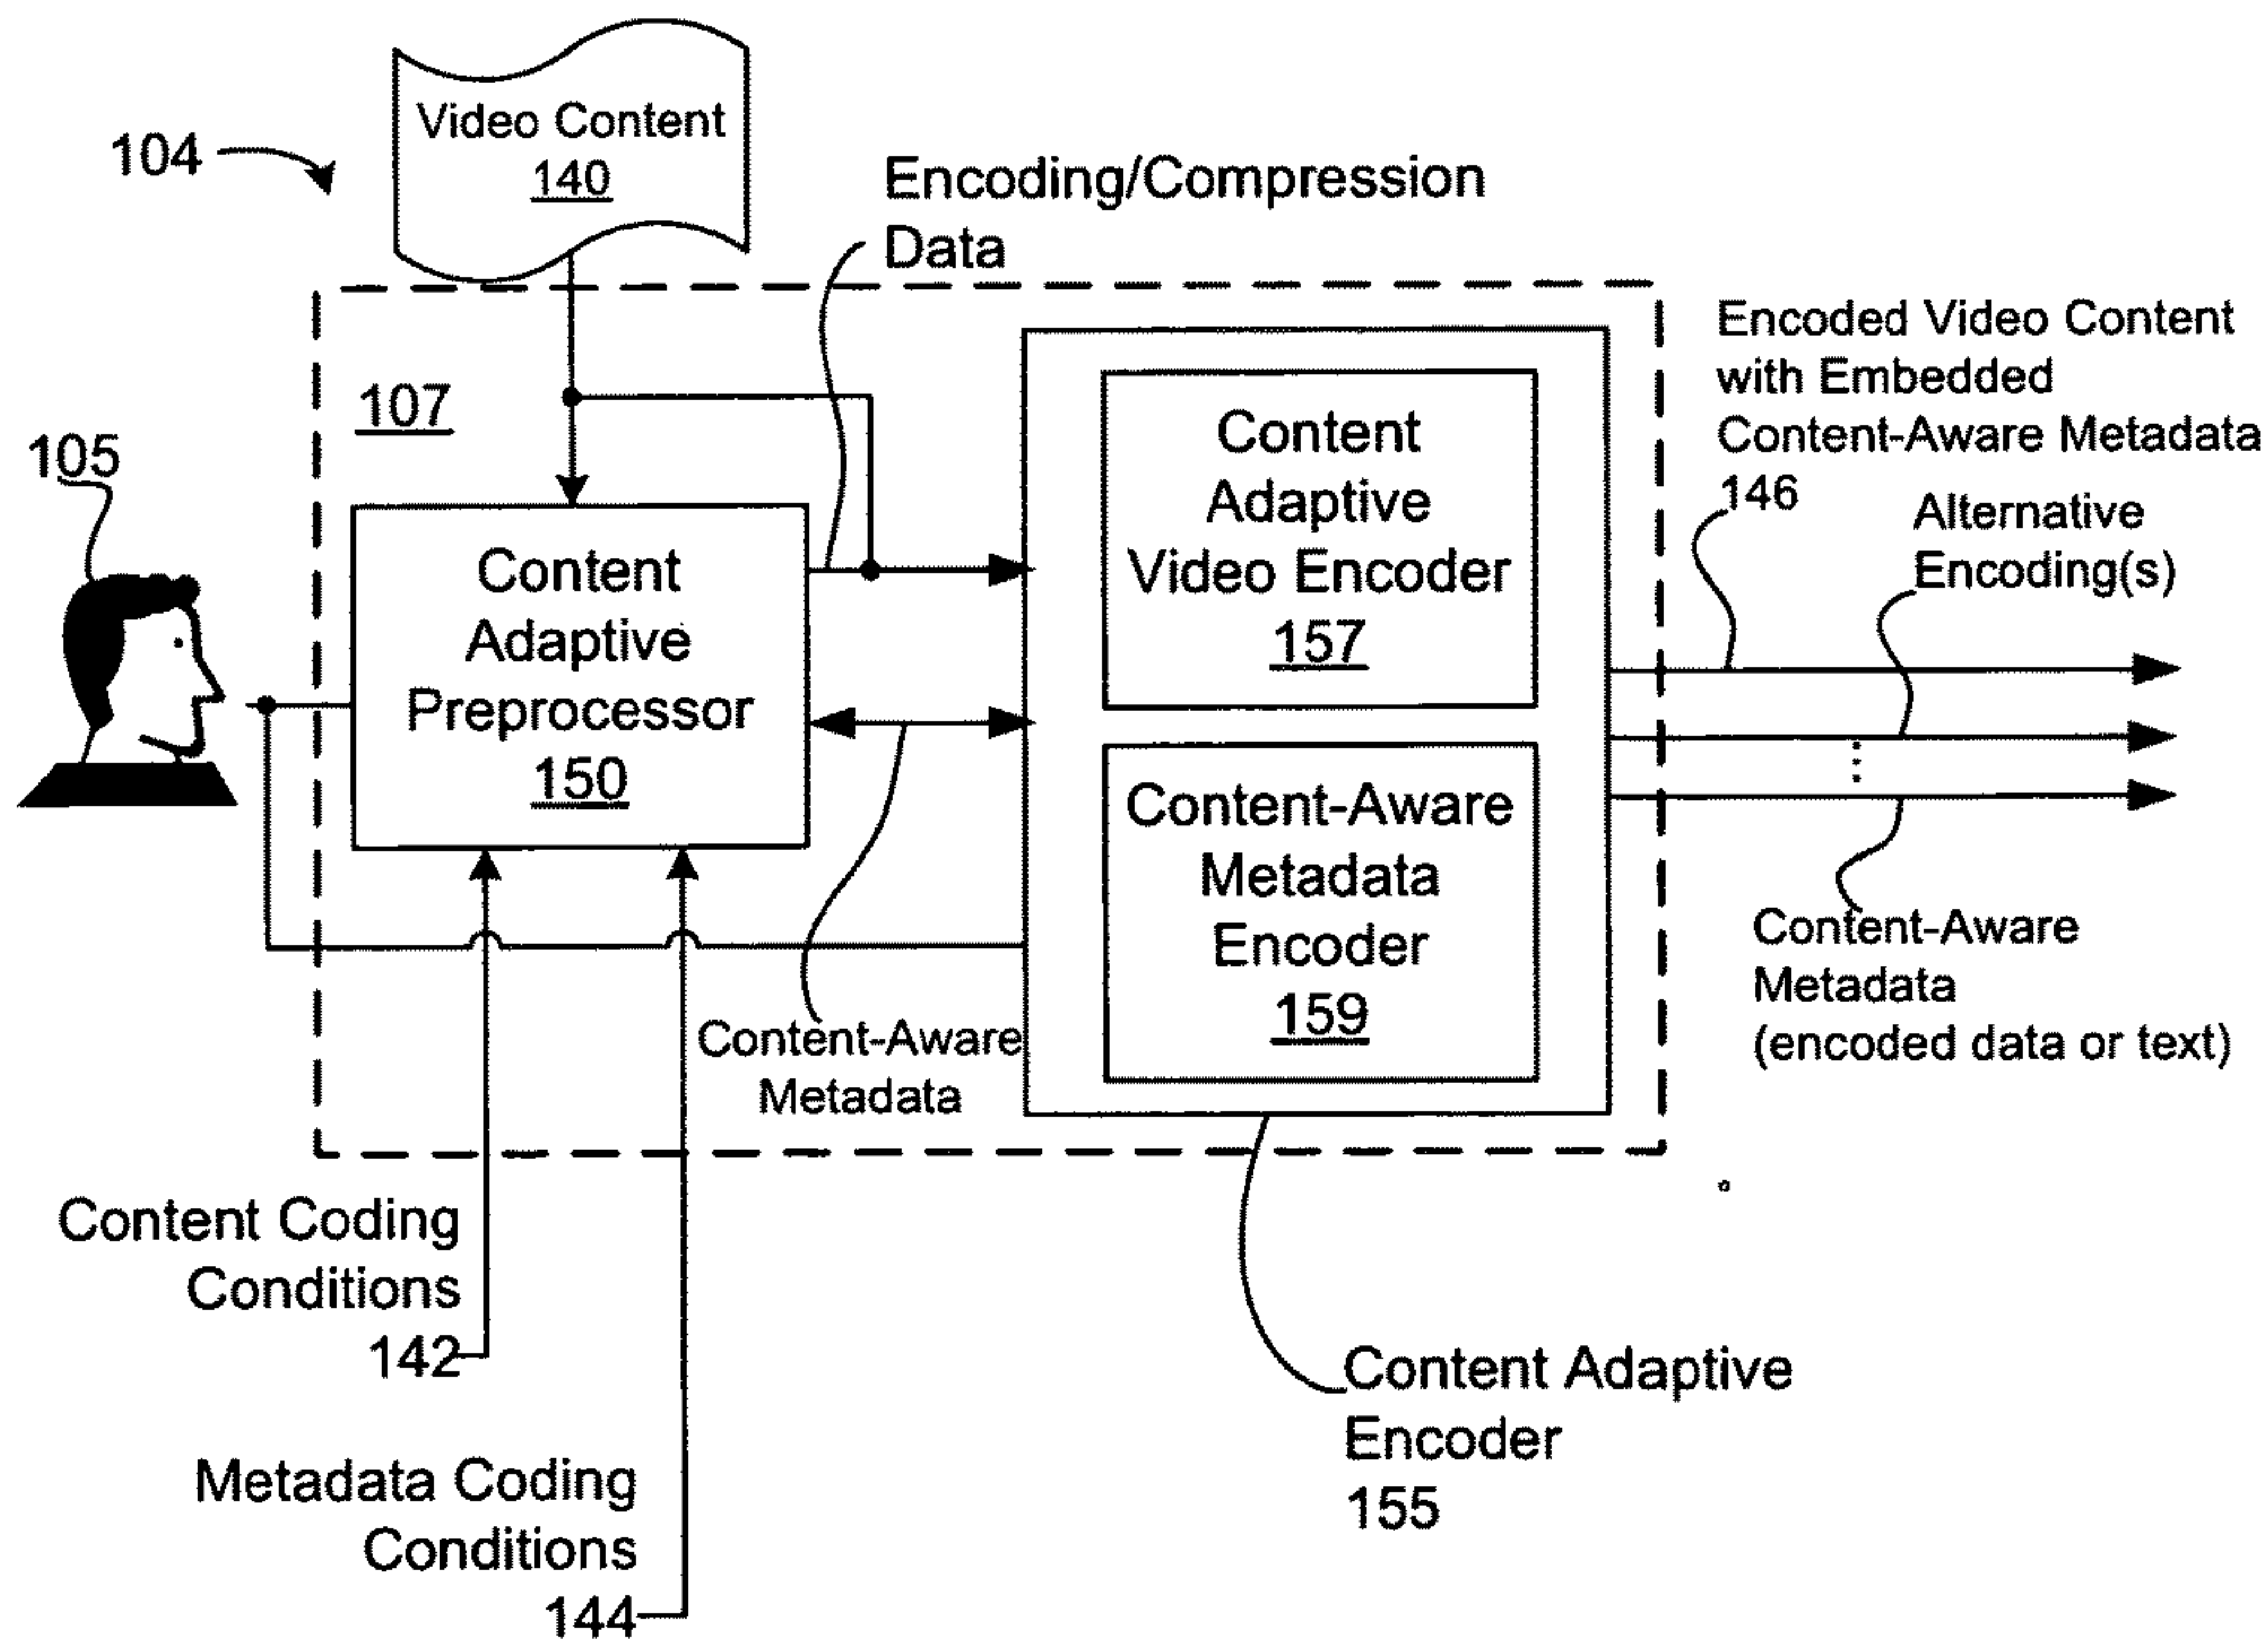 Video Content
140
104
Encoding/Compression
Data
Encoded Video Content
with Embedded
Content-Aware Metadata
146
Alternative
Encoding(s)
107
105
Content
Adaptive
Preprocessor
150
Content
Adaptive
Video Encoder
157
Content-Aware
Metadata
Encoder
159
Content-Aware
Metadata
Content-Aware
Metadata
(encoded data or text)
Content Coding
Conditions
142
Content Adaptive
Encoder
155
Metadata Coding
Conditions
144